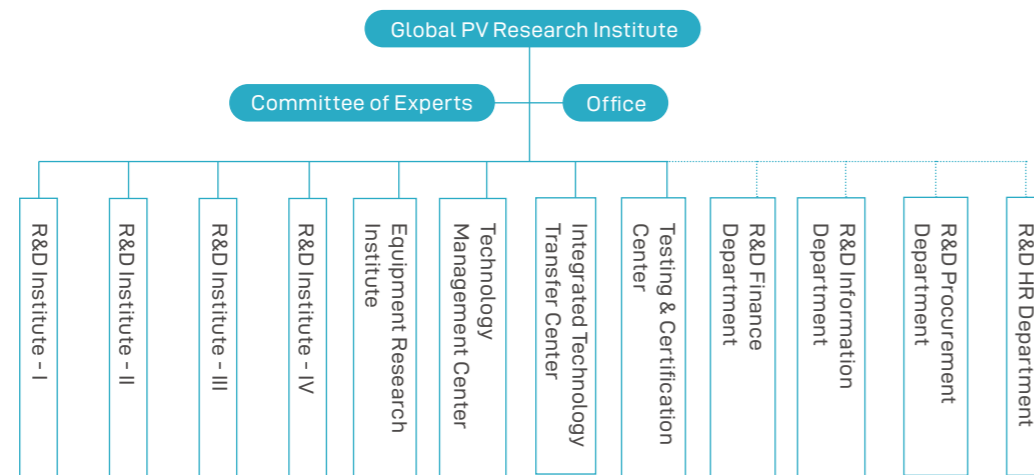 Global PV Research Institute
Committee of Experts
Office
R&D Institute - I
R&D Institute - II
R&D Institute - III
R&D Institute - IV
Equipment Research
Institute
Technology
Management Center
Integrated Technology
Transfer Center
Testing & Certification
Center
R&D Finance
Department
R&D Information
Department
R&D Procurement
Department
R&D HR Department